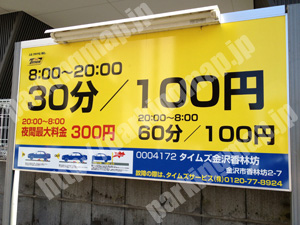 8:00～20:00
30分／100円
20:00～8:00
夜間最大料金 300円
20:00～8:00
60分／100円
0004172 タイムズ金沢香林坊
金沢市香林坊2-7
故障の際は、タイムズサービス(株) 0120-77-8924